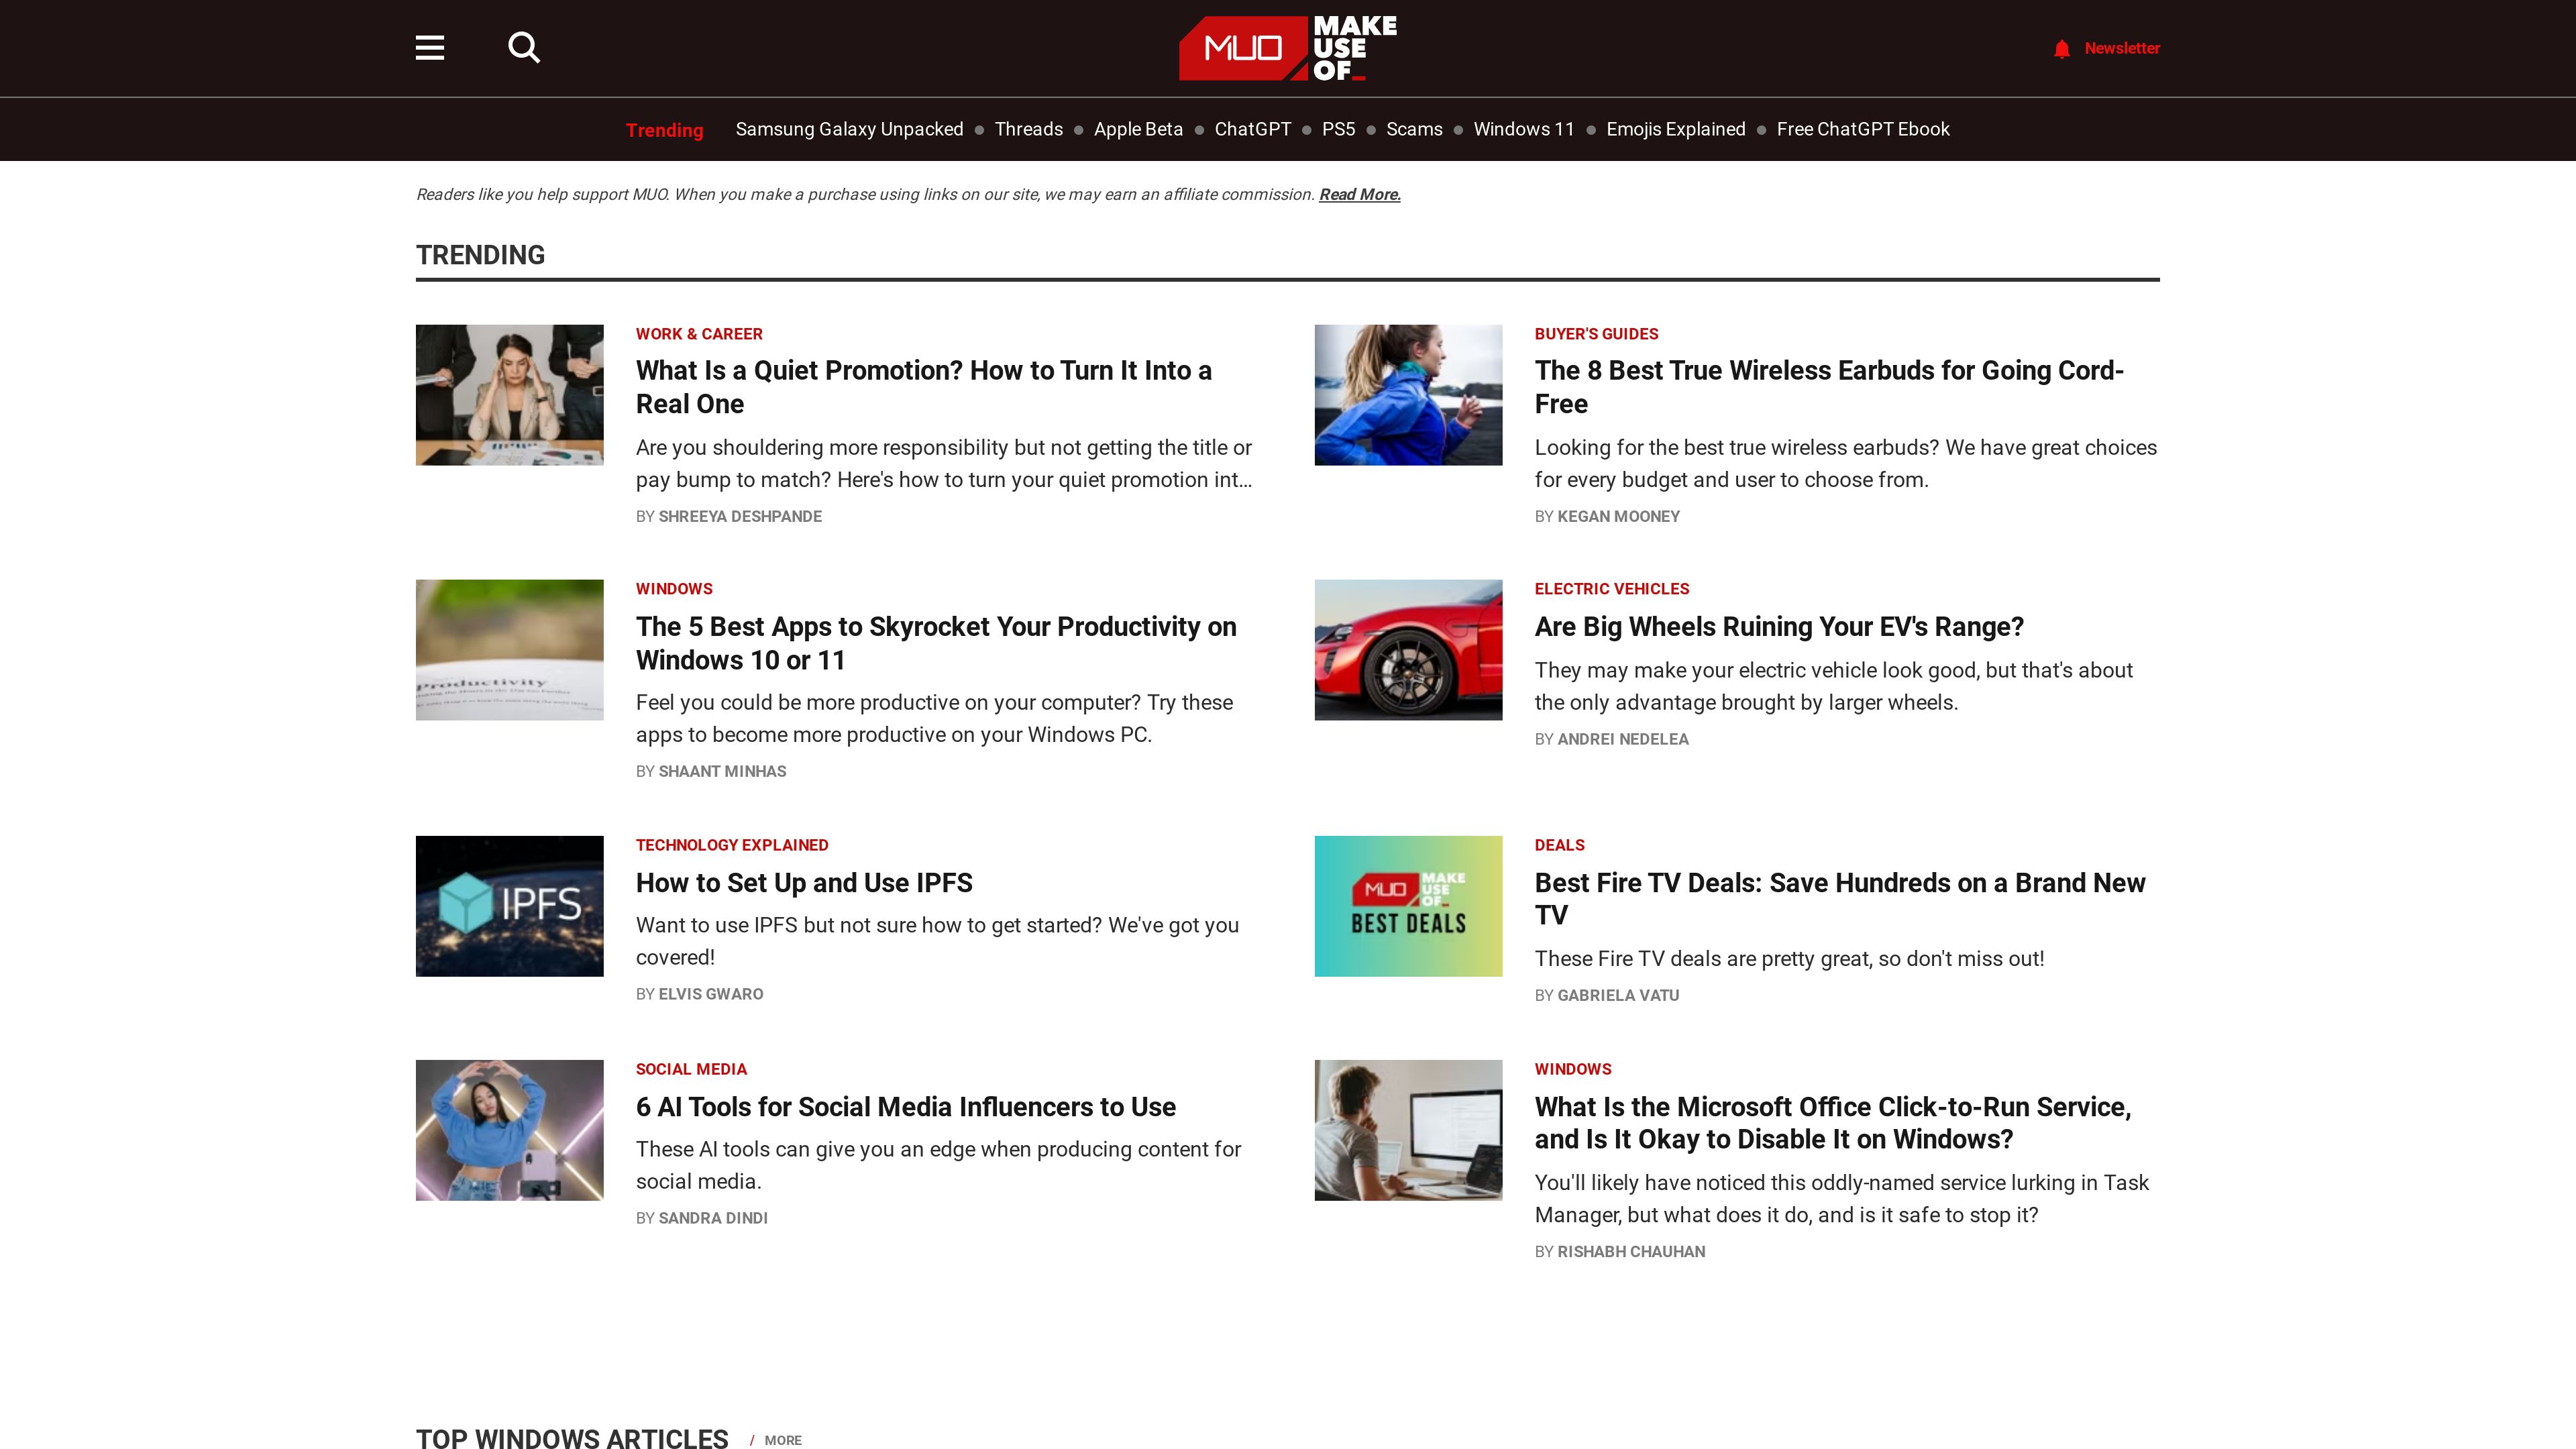 MUO
MAKE
USE
OF_
Newsletter
Trending
Samsung Galaxy Unpacked
Threads
Apple Beta
ChatGPT
PS5
Scams
Windows 11
Emojis Explained
Free ChatGPT Ebook
Readers like you help support MUO. When you make a purchase using links on our site, we may earn an affiliate commission. Read More.
TRENDING
WORK & CAREER
What Is a Quiet Promotion? How to Turn It Into a
Real One
Are you shouldering more responsibility but not getting the title or
pay bump to match? Here's how to turn your quiet promotion int...
BY SHREEYA DESHPANDE
BUYER'S GUIDES
The 8 Best True Wireless Earbuds for Going Cord-
Free
Looking for the best true wireless earbuds? We have great choices
for every budget and user to choose from.
BY KEGAN MOONEY
Productivity
WINDOWS
The 5 Best Apps to Skyrocket Your Productivity on
Windows 10 or 11
Feel you could be more productive on your computer? Try these
apps to become more productive on your Windows PC.
BY SHAANT MINHAS
ELECTRIC VEHICLES
Are Big Wheels Ruining Your EV's Range?
They may make your electric vehicle look good, but that's about
the only advantage brought by larger wheels.
BY ANDREI NEDELEA
IPFS
TECHNOLOGY EXPLAINED
How to Set Up and Use IPFS
Want to use IPFS but not sure how to get started? We've got you
covered!
BY ELVIS GWARO
MUO
MAKE
USE
OF_
BEST DEALS
DEALS
Best Fire TV Deals: Save Hundreds on a Brand New
TV
These Fire TV deals are pretty great, so don't miss out!
BY GABRIELA VATU
SOCIAL MEDIA
6 AI Tools for Social Media Influencers to Use
These AI tools can give you an edge when producing content for
social media.
BY SANDRA DINDI
WINDOWS
What Is the Microsoft Office Click-to-Run Service,
and Is It Okay to Disable It on Windows?
You'll likely have noticed this oddly-named service lurking in Task
Manager, but what does it do, and is it safe to stop it?
BY RISHABH CHAUHAN
TOP WINDOWS ARTICLES / MORE